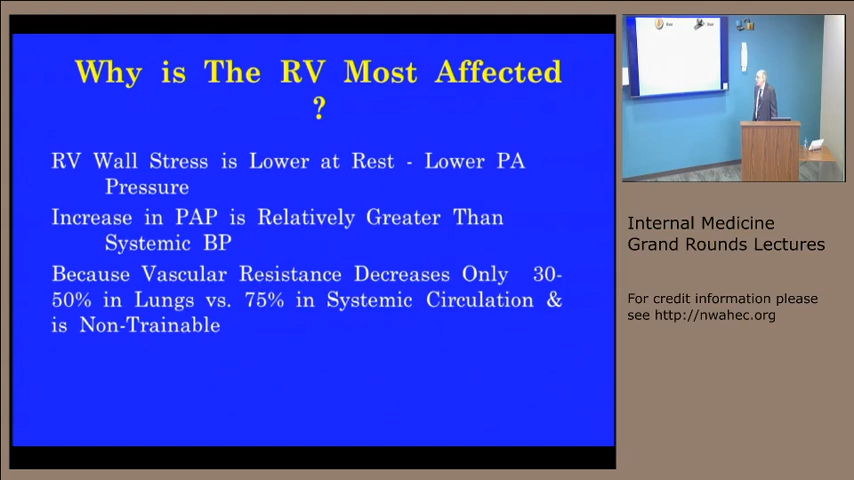 Why is The RV Most Affected
?
RV Wall Stress is Lower at Rest - Lower PA
Pressure
Increase in PAP is Relatively Greater Than
Systemic BP
Because Vascular Resistance Decreases Only 30-
50% in Lungs vs. 75% in Systemic Circulation &
is Non-Trainable
Internal Medicine
Grand Rounds Lectures
For credit information please
see http://nwahec.org